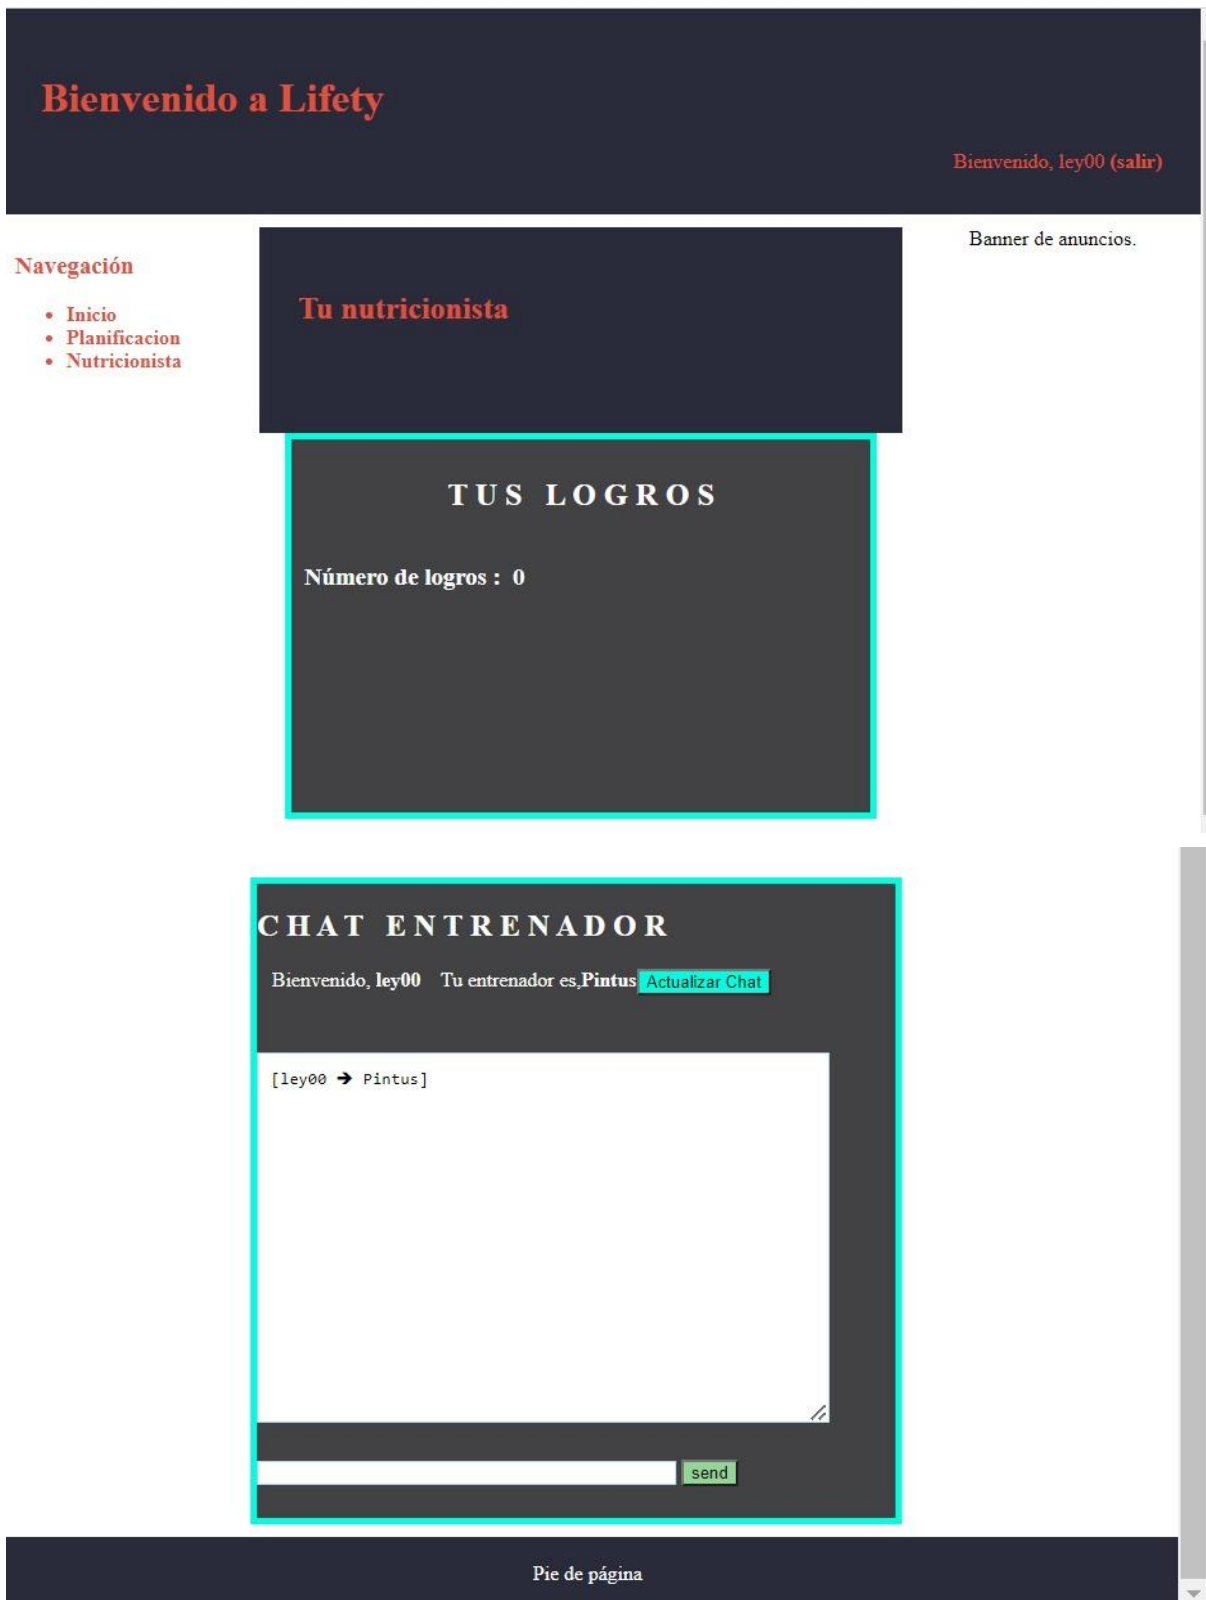 Bienvenido a Lifety
Bienvenido, ley00 (salir)
Navegación
Inicio
Planificacion
Nutricionista
Tu nutricionista
Banner de anuncios.
TUS LOGROS
Número de logros : 0
CHAT ENTRENADOR
Bienvenido, ley00 Tu entrenador es,Pintus Actualizar Chat
[ley00 ➔ Pintus]
send
Pie de página